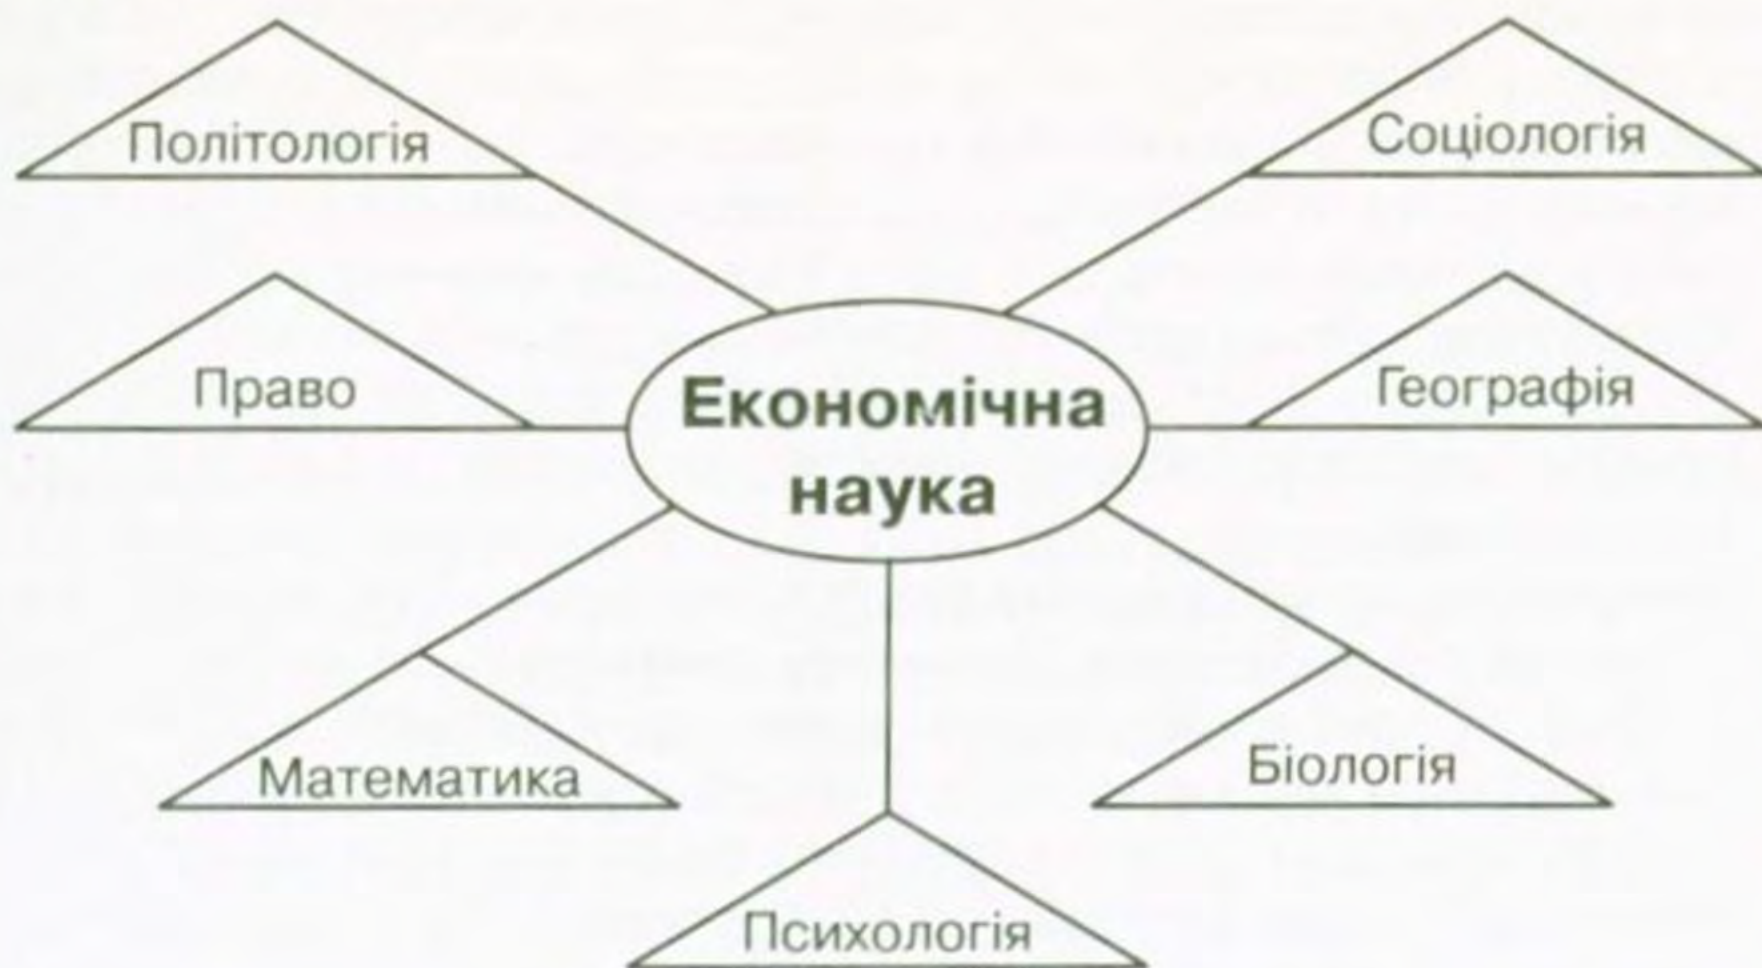 Політологія
Соціологія
Право
Географія
Економічна
наука
Математика
Біологія
Психологія